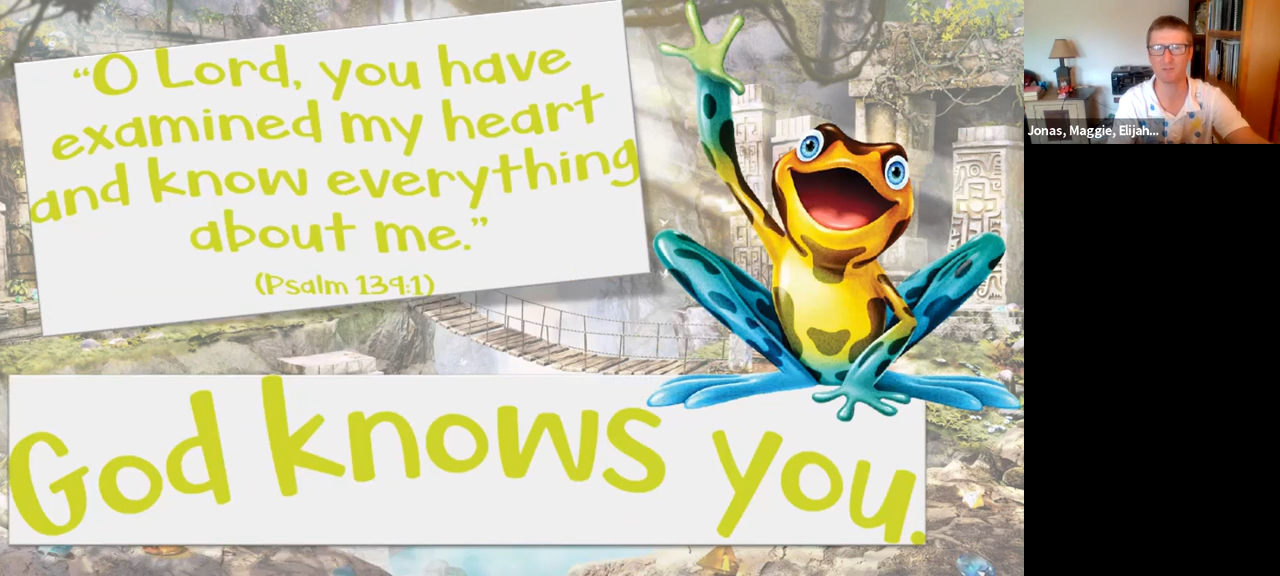 “O Lord, you have
examined my heart
and know everything
about me.”
(Psalm 139:1)
God knows you.
Jonas, Maggie, Elijah...